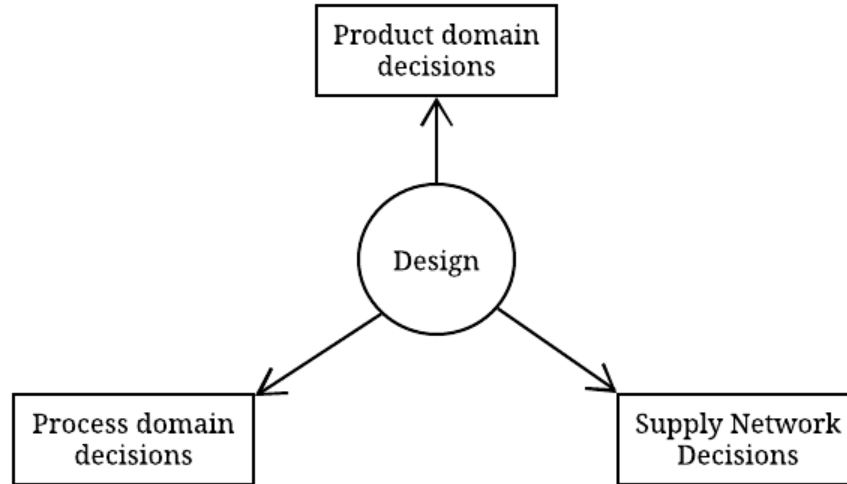 Product domain
decisions
Design
Process domain
decisions
Supply Network
Decisions